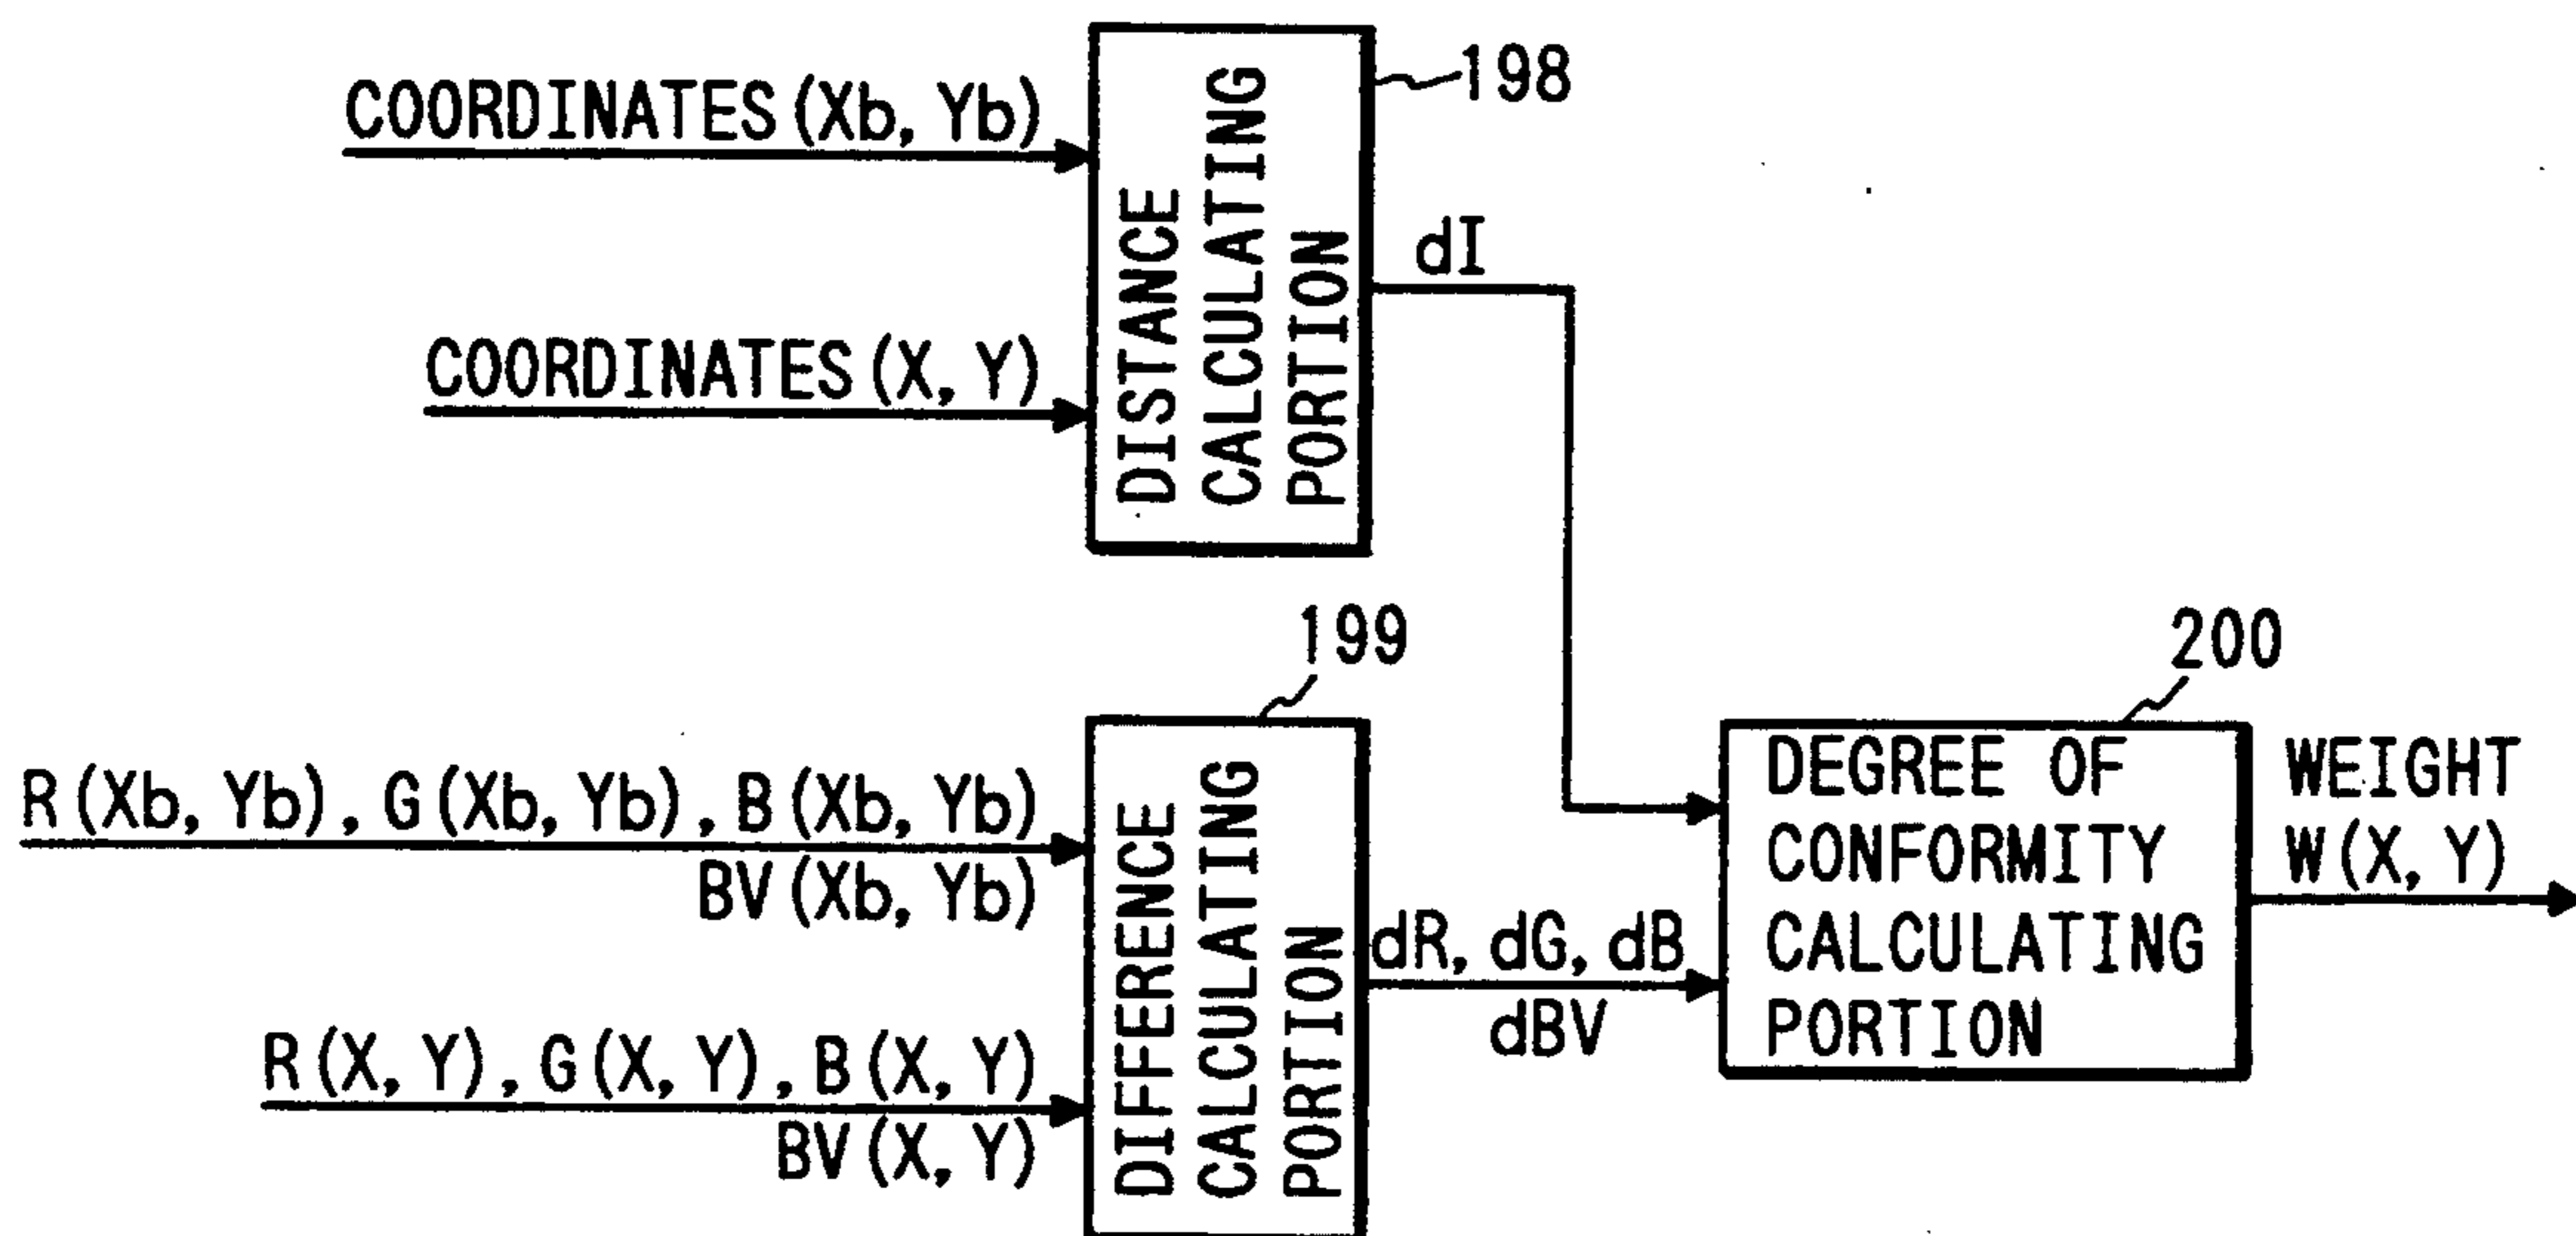 COORDINATES(Xb, Yb)
COORDINATES(X, Y)
DISTANCE
CALCULATING
PORTION
198
dI
R(Xb, Yb), G(Xb, Yb), B(Xb, Yb)
BV(Xb, Yb)
R(X, Y), G(X, Y), B(X, Y)
BV(X, Y)
DIFFERENCE
CALCULATING
PORTION
199
dR, dG, dB
dBV
200
DEGREE OF
CONFORMITY
CALCULATING
PORTION
WEIGHT
W(X, Y)